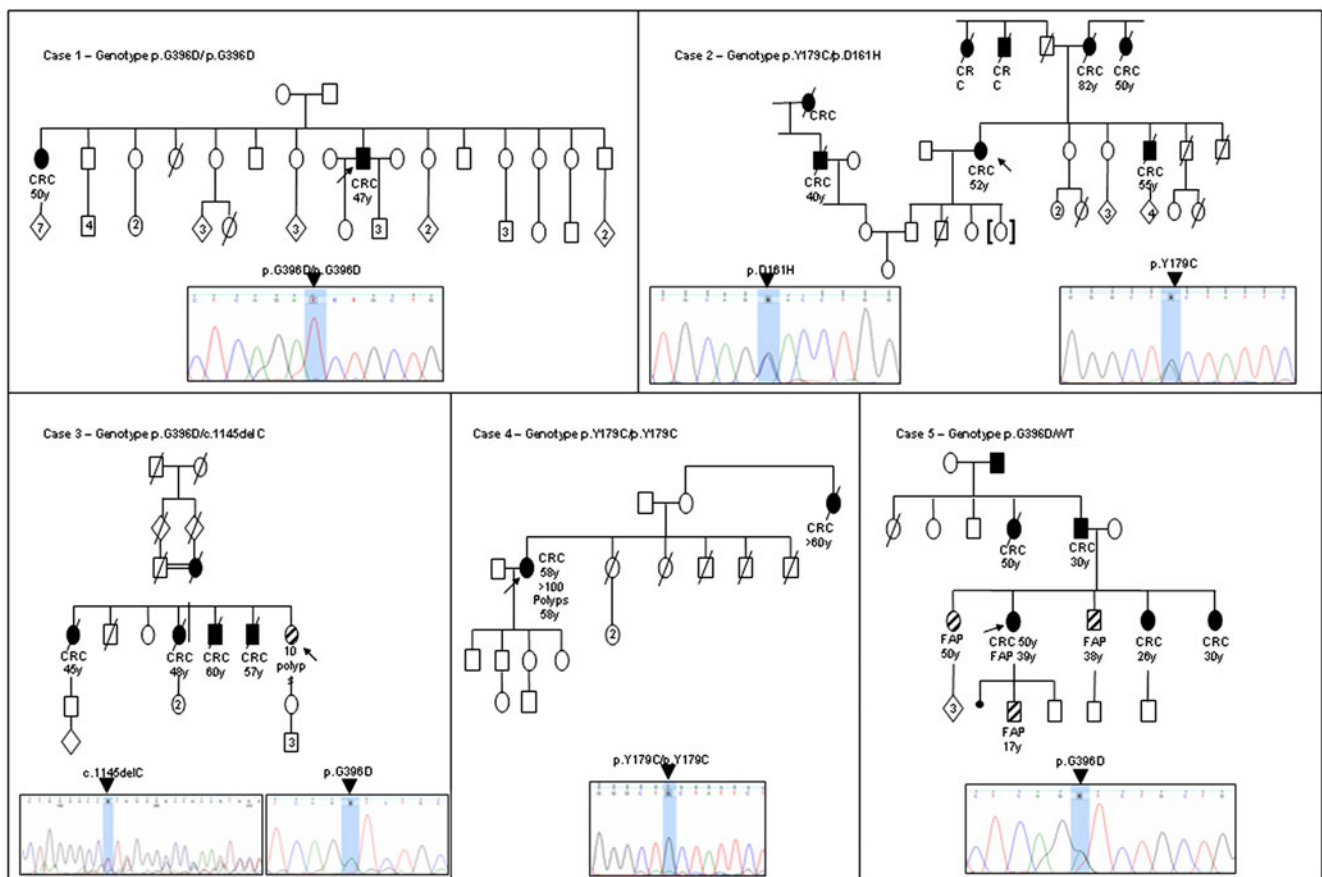 Case 1 – Genotype p.G396D/p.G396D
CRC
50y
CRC
47y
7
4
2
3
3
3
2
3
2
p.G396D/p.G396D
Case 2 – Genotype p.Y179C/p.D161H
CR
C
CR
C
CRC
82y
CRC
50y
CRC
CRC
40y
CRC
52y
CRC
55y
2
3
4
p.D161H
p.Y179C
Case 3 – Genotype p.G396D/c.1145delC
CRC
45y
CRC
48y
CRC
60y
CRC
57y
10
polyp
s
2
3
c.1145delC
p.G396D
Case 4 – Genotype p.Y179C/p.Y179C
CRC
>60y
CRC
58y
>100
Polyps
58y
2
p.Y179C/p.Y179C
Case 5 – Genotype p.G396D/WT
CRC
50y
CRC
30y
FAP
50y
CRC 50y
FAP 39y
FAP
38y
CRC
26y
CRC
30y
3
FAP
17y
p.G396D